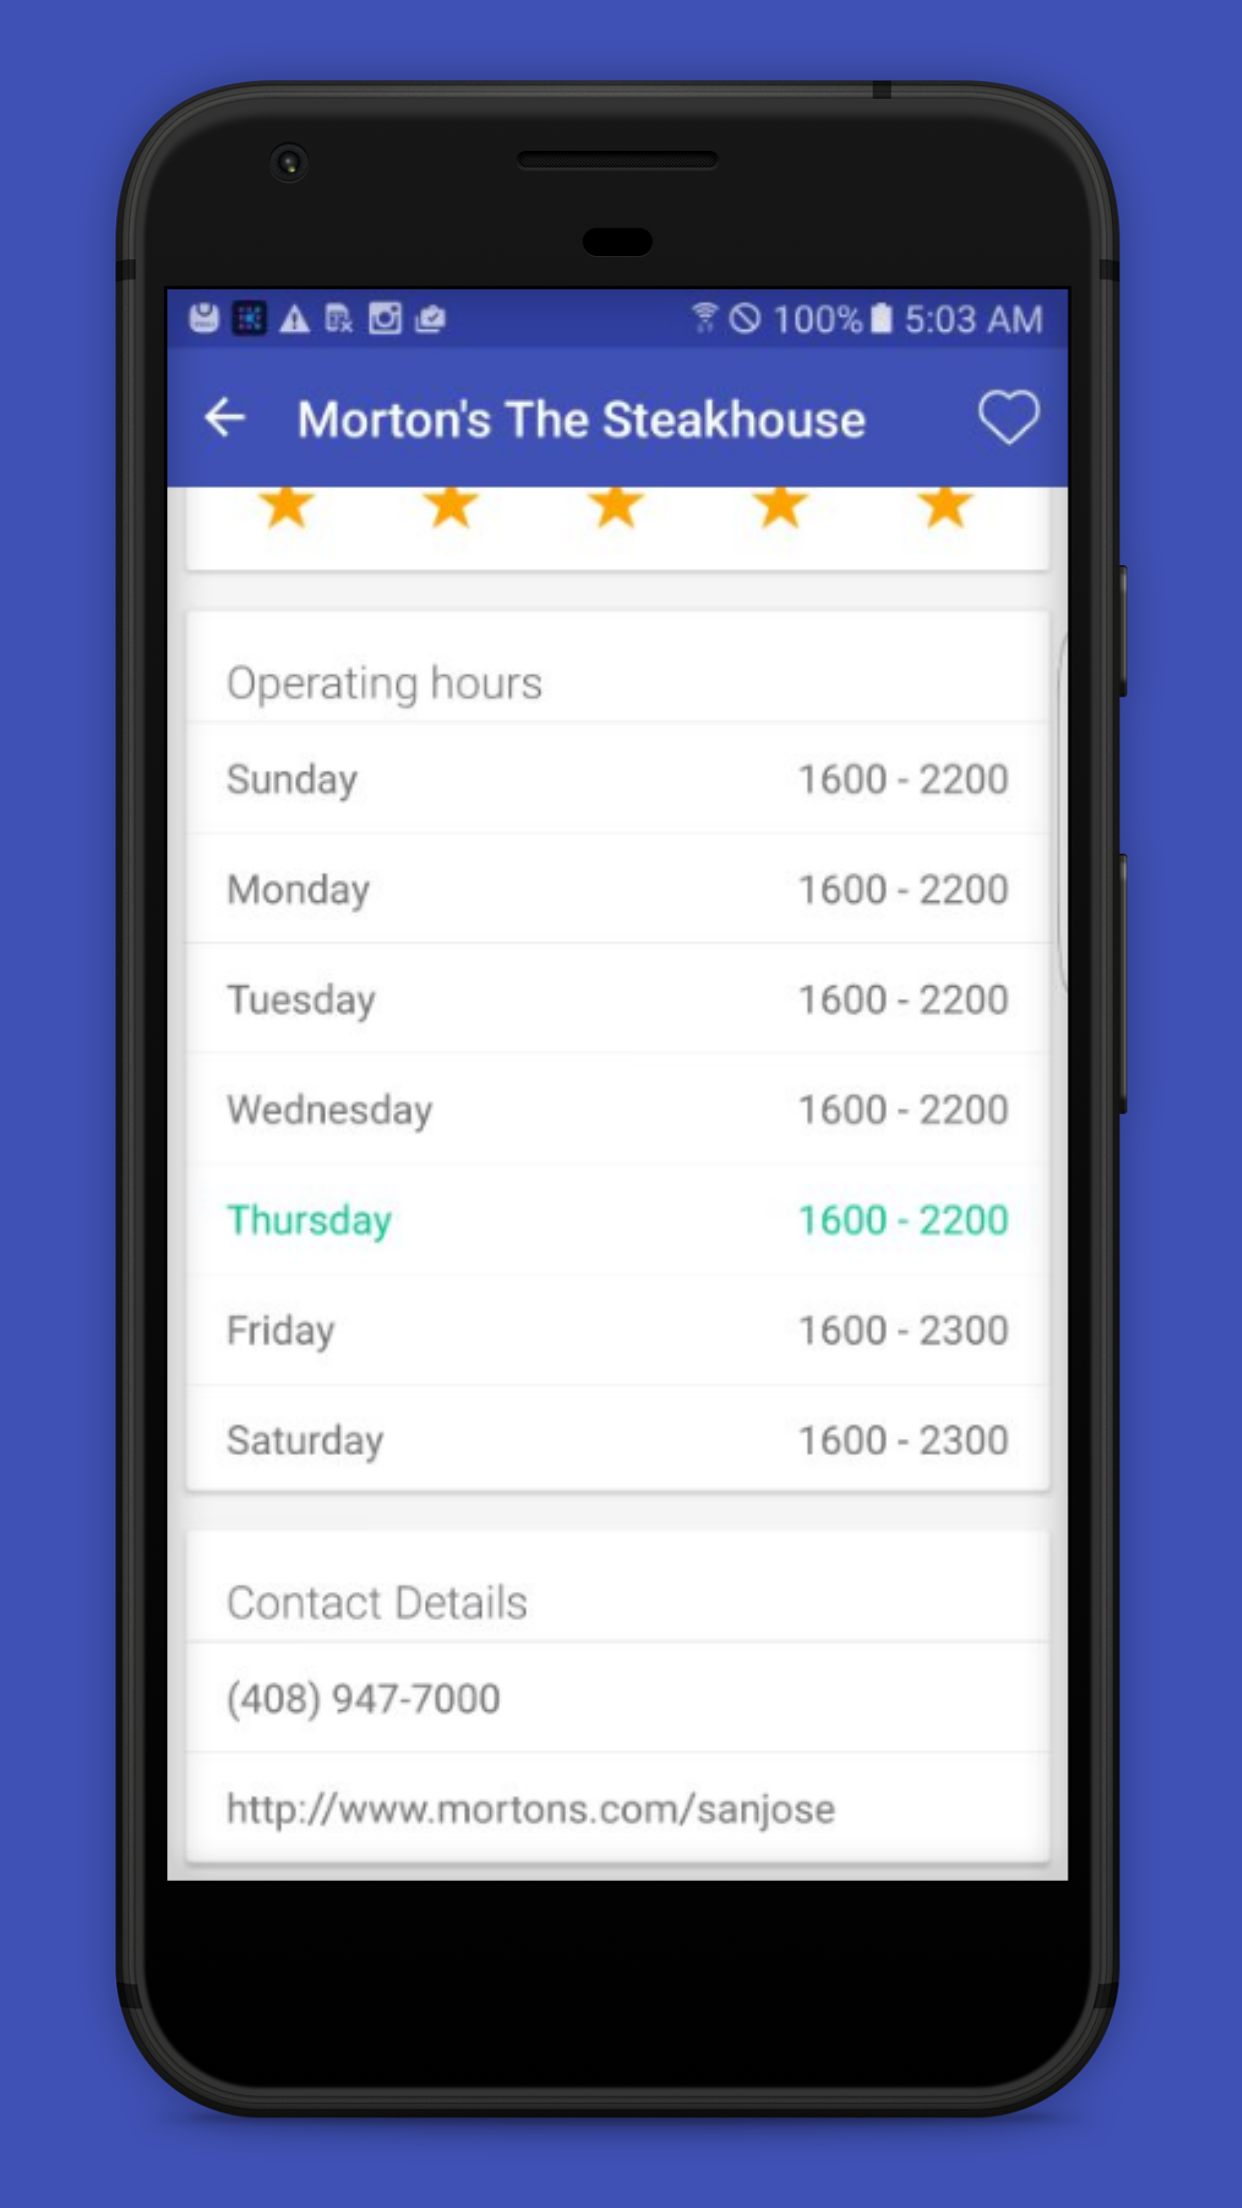 100% 5:03 AM
Morton's The Steakhouse
Operating hours
Sunday 1600 - 2200
Monday 1600 - 2200
Tuesday 1600 - 2200
Wednesday 1600 - 2200
Thursday 1600 - 2200
Friday 1600 - 2300
Saturday 1600 - 2300
Contact Details
(408) 947-7000
http://www.mortons.com/sanjose